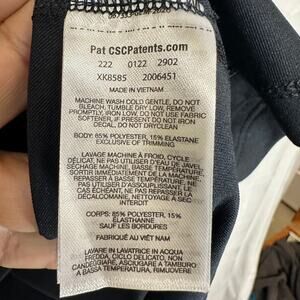 Pat CSCPatents.com
222 0122 2902
XK8585 2006451
MADE IN VIETNAM
MACHINE WASH COLD GENTLE, DO NOT
BLEACH, TUMBLE DRY LOW, REMOVE
PROMPTLY, IRON LOW, DO NOT USE FABRIC
SOFTENER, IF PRESENT DO NOT IRON
DECAL, DO NOT DRYCLEAN
BODY: 85% POLYESTER, 15% ELASTANE
EXCLUSIVE OF TRIMMING
LAVAGE MACHINE À FROID, CYCLE
DÉLICAT, NE PAS UTILISER D'EAU DE JAVEL,
SÉCHAGE MACHINE, BASSE TEMPÉRATURE,
SORTIR IMMÉDIATEMENT DE LA MACHINE,
REPASSER À BASSE TEMPÉRATURE, NE
PAS UTILISER D'ASSOUPLISSANT. LE
CAS ÉCHÉANT, NE PAS REPASSER
DÉCALCOMANIE, NETTOYAGE À SEC
INTERDIT
CORPS: 85% POLYESTER, 15%
ÉLASTHANNE
SAUF LES BORDURES
FABRIQUÉ AU VIÊT NAM
LAVARE IN LAVATRICE IN ACQUA
FREDDA, CICLO DELICATO, NON
CANDEGGIARE, ASCIUGARE A TAMBURO
A BASSA TEMPERATURA, RIMUOVERE